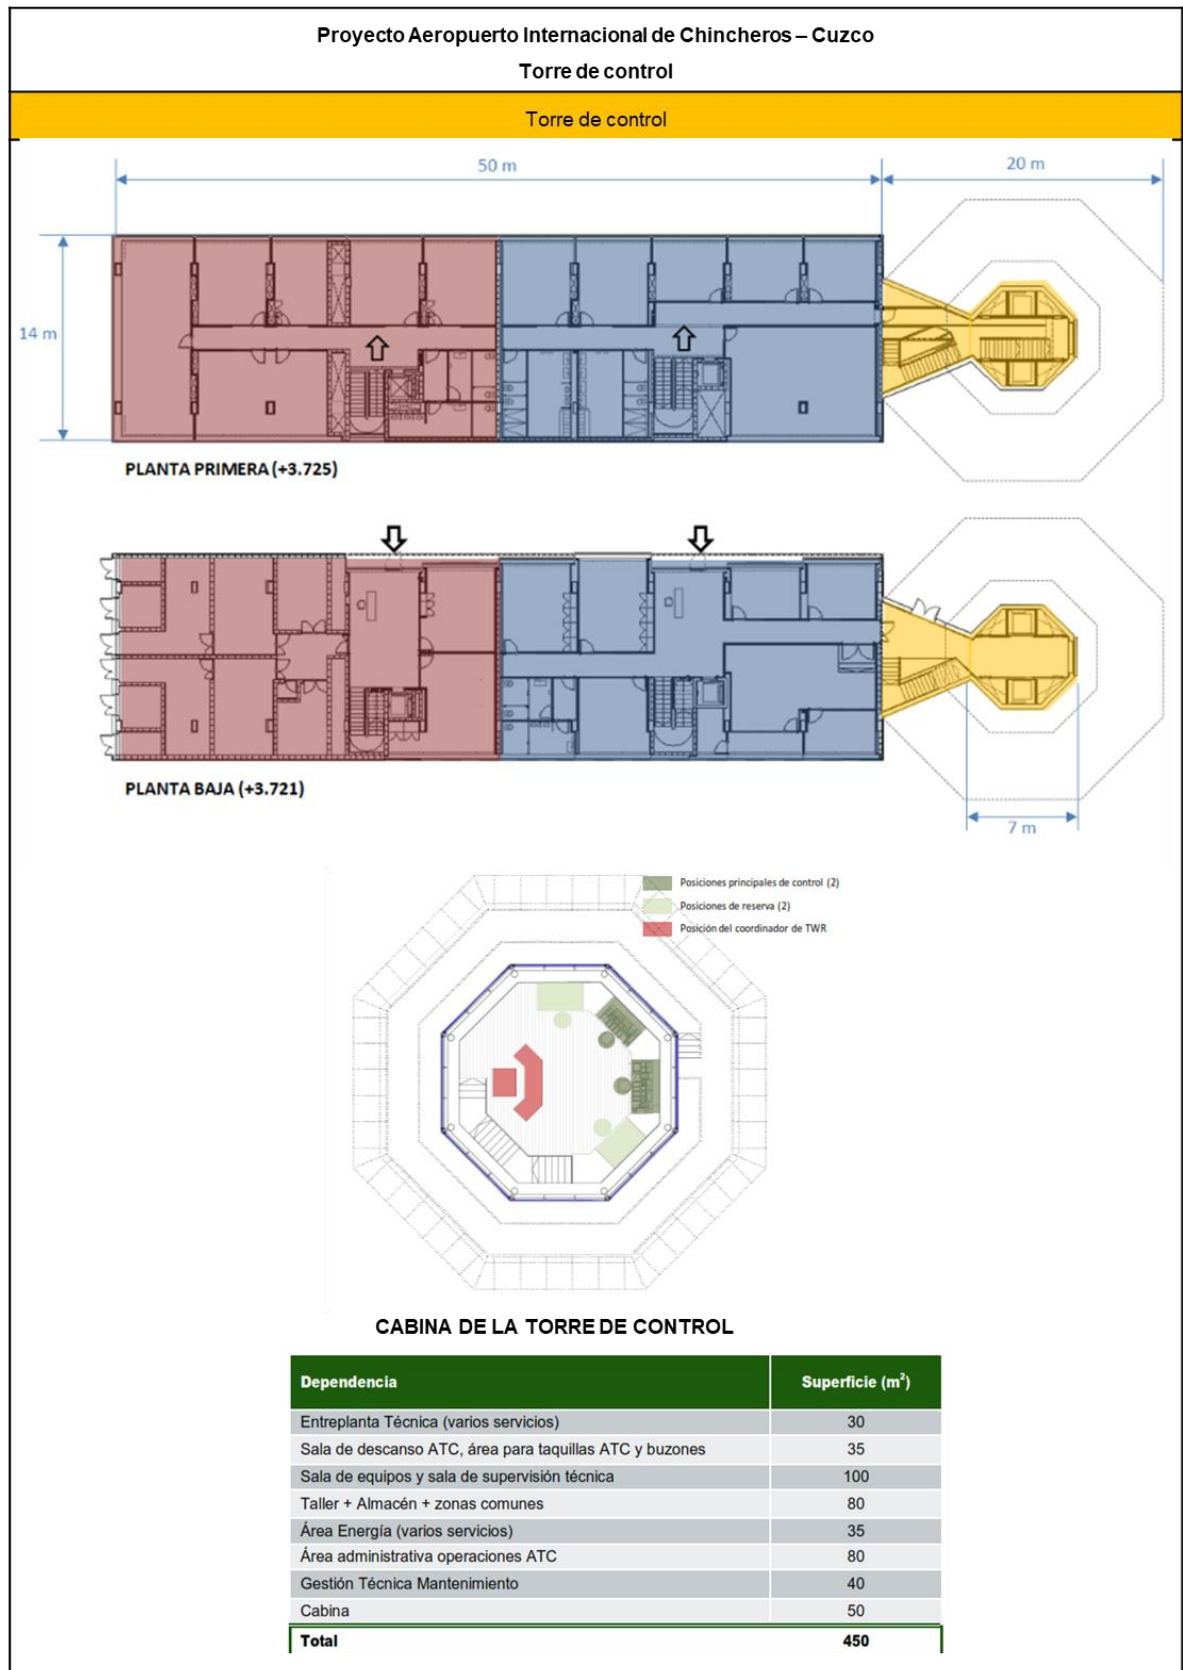 Proyecto Aeropuerto Internacional de Chincheros – Cuzco
Torre de control
Torre de control
50 m
20 m
14 m
PLANTA PRIMERA (+3.725)
PLANTA BAJA (+3.721)
7 m
Posiciones principales de control (2)
Posiciones de reserva (2)
Posición del coordinador de TWR
CABINA DE LA TORRE DE CONTROL
Dependencia Superficie (m²)
Entreplanta Técnica (varios servicios) 30
Sala de descanso ATC, área para taquillas ATC y buzones 35
Sala de equipos y sala de supervisión técnica 100
Taller + Almacén + zonas comunes 80
Área Energía (varios servicios) 35
Área administrativa operaciones ATC 80
Gestión Técnica Mantenimiento 40
Cabina 50
Total 450